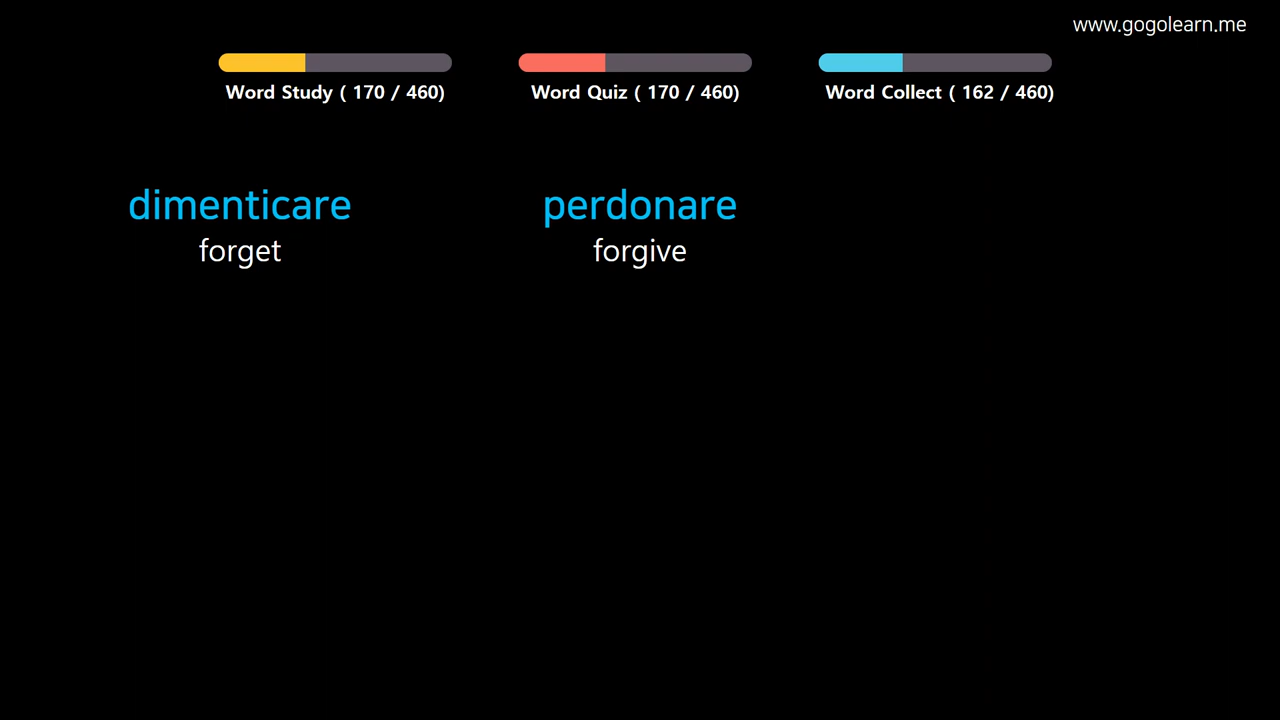 www.gogolearn.me
Word Study ( 170 / 460)
Word Quiz ( 170 / 460)
Word Collect ( 162 / 460)
dimenticare
forget
perdonare
forgive